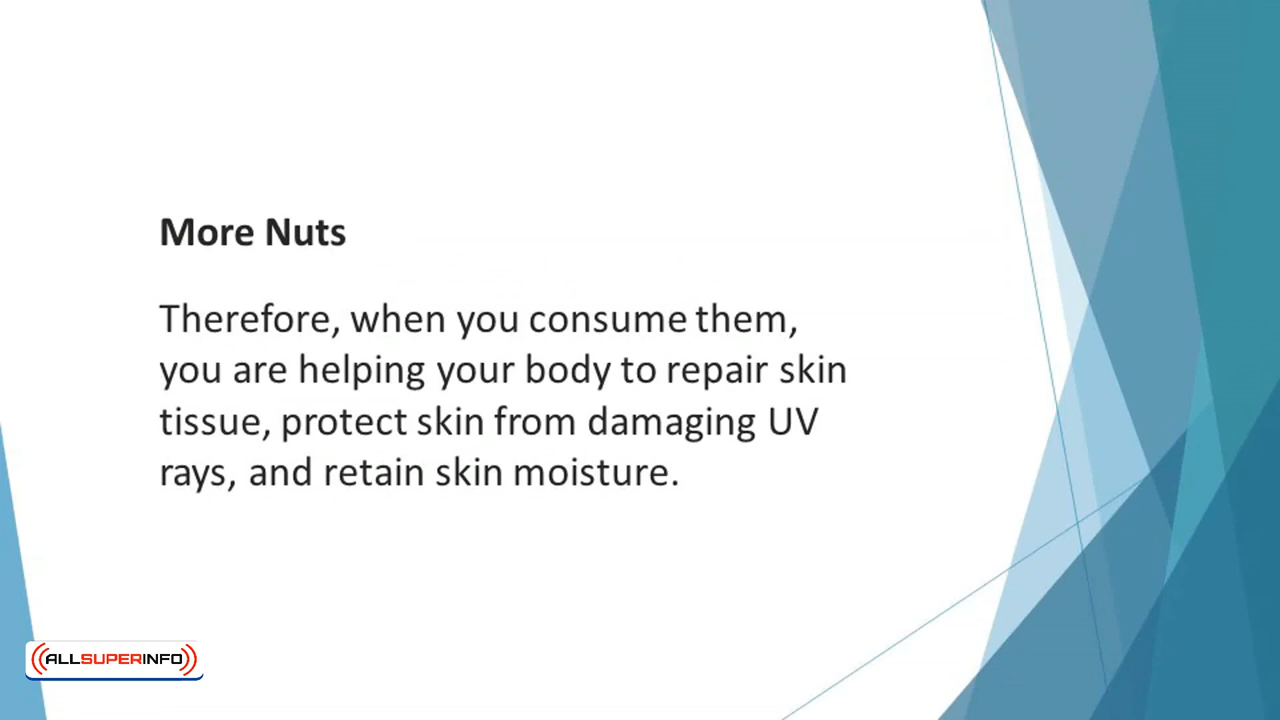 More Nuts
Therefore, when you consume them,
you are helping your body to repair skin
tissue, protect skin from damaging UV
rays, and retain skin moisture.
ALLSUPERINFO